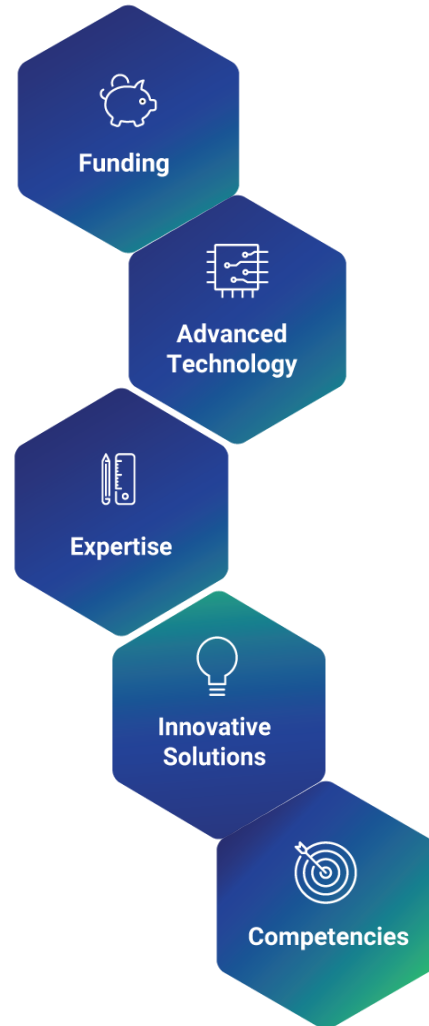 Funding
Advanced
Technology
Expertise
Innovative
Solutions
Competencies